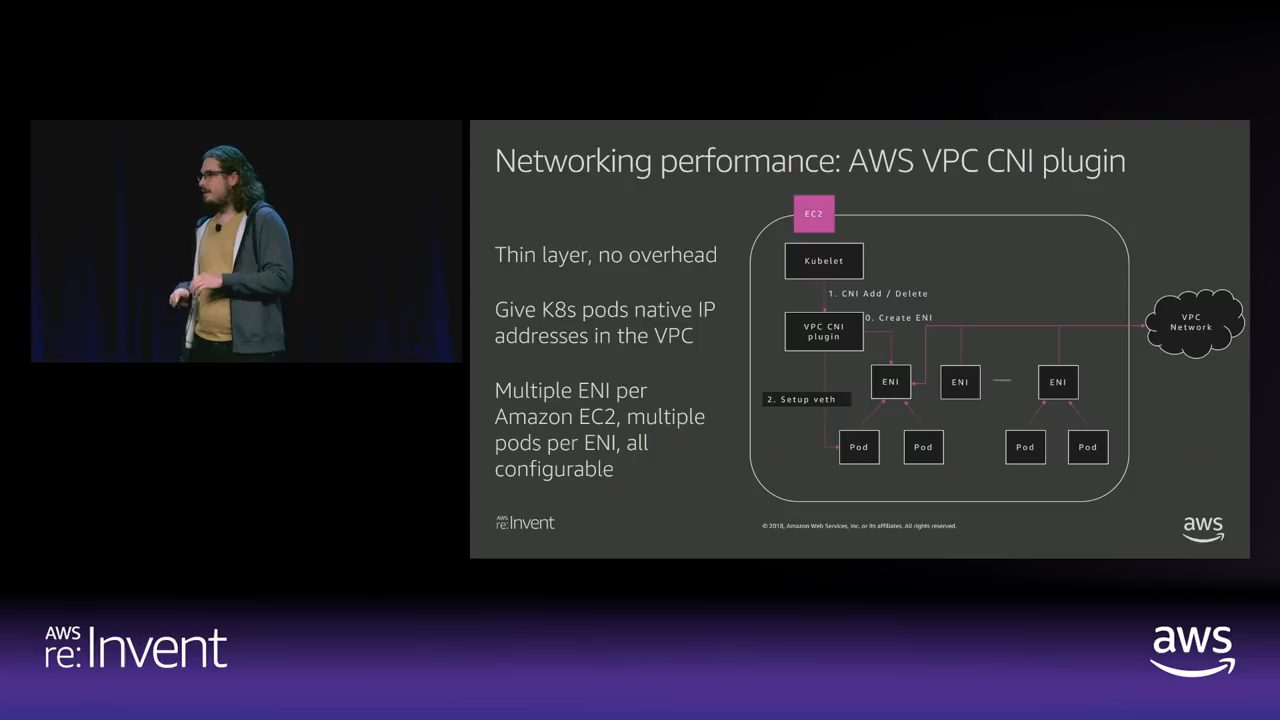 Networking performance: AWS VPC CNI plugin
Thin layer, no overhead
Give K8s pods native IP
addresses in the VPC
Multiple ENI per
Amazon EC2, multiple
pods per ENI, all
configurable
EC2
Kubelet
1. CNI Add / Delete
0. Create ENI
VPC CNI
plugin
VPC
Network
ENI
ENI
ENI
2. Setup veth
Pod
Pod
Pod
Pod
AWS
re:Invent
© 2018, Amazon Web Services, Inc. or its affiliates. All rights reserved.
aws
AWS
re:Invent
aws